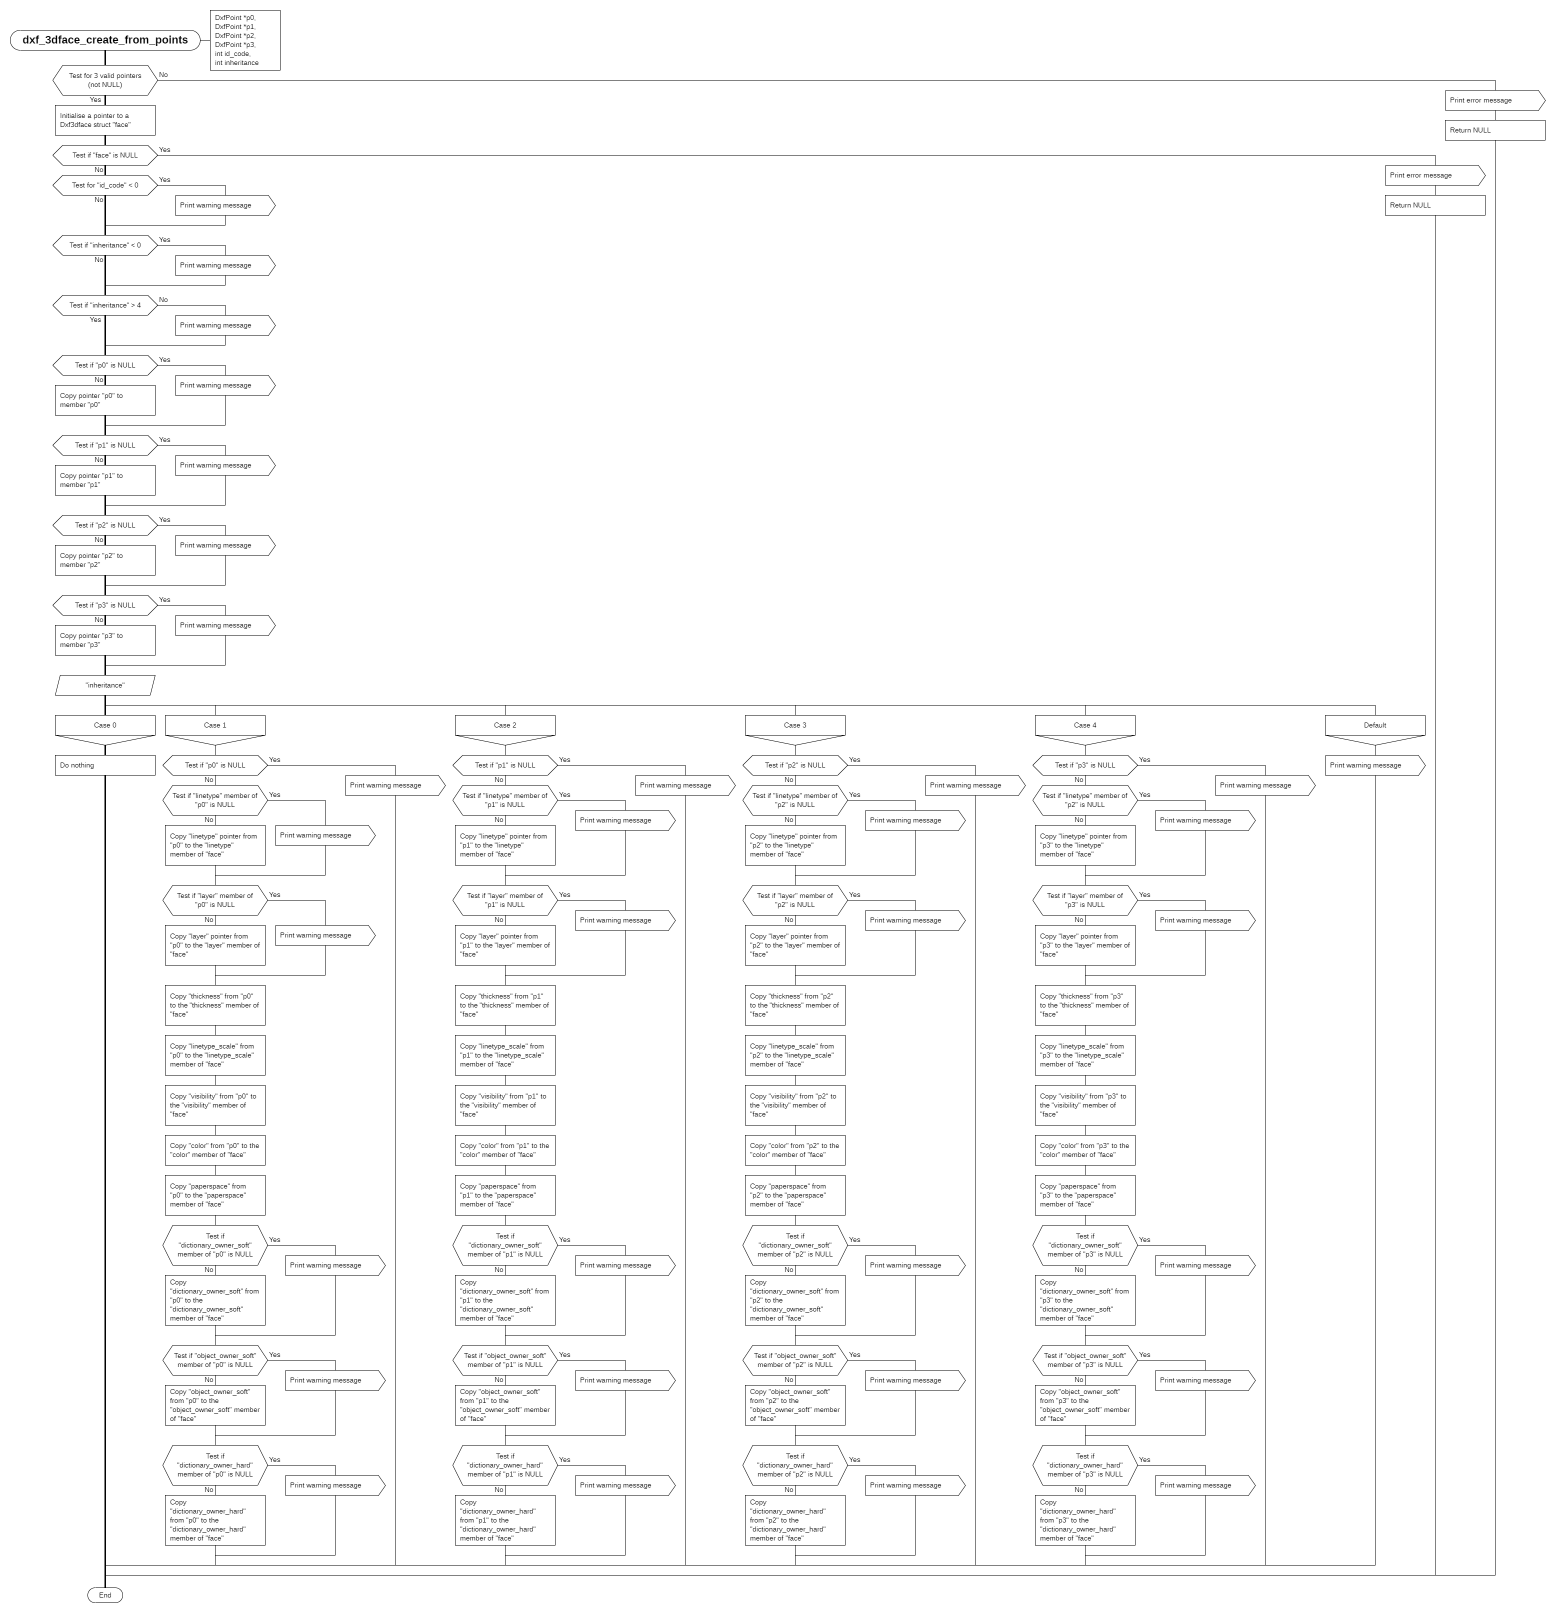 dxf_3dface_create_from_points
DxfPoint *p0,
DxfPoint *p1,
DxfPoint *p2,
DxfPoint *p3,
int id_code,
int inheritance
Test for 3 valid pointers
(not NULL)
No
Yes
Print error message
Return NULL
Initialise a pointer to a
Dxf3dface struct "face"
Test if "face" is NULL
Yes
No
Print error message
Return NULL
Test for "id_code" < 0
Yes
No
Print warning message
Test if "inheritance" < 0
Yes
No
Print warning message
Test if "inheritance" > 4
No
Yes
Print warning message
Test if "p0" is NULL
Yes
No
Print warning message
Copy pointer "p0" to
member "p0"
Test if "p1" is NULL
Yes
No
Print warning message
Copy pointer "p1" to
member "p1"
Test if "p2" is NULL
Yes
No
Print warning message
Copy pointer "p2" to
member "p2"
Test if "p3" is NULL
Yes
No
Print warning message
Copy pointer "p3" to
member "p3"
"inheritance"
Case 0
Do nothing
Case 1
Test if "p0" is NULL
Yes
No
Print warning message
Test if "linetype" member of
"p0" is NULL
Yes
No
Print warning message
Copy "linetype" pointer from
"p0" to the "linetype"
member of "face"
Test if "layer" member of
"p0" is NULL
Yes
No
Print warning message
Copy "layer" pointer from
"p0" to the "layer" member of
"face"
Copy "thickness" from "p0"
to the "thickness" member of
"face"
Copy "linetype_scale" from
"p0" to the "linetype_scale"
member of "face"
Copy "visibility" from "p0" to
the "visibility" member of
"face"
Copy "color" from "p0" to the
"color" member of "face"
Copy "paperspace" from
"p0" to the "paperspace"
member of "face"
Test if
"dictionary_owner_soft"
member of "p0" is NULL
Yes
No
Print warning message
Copy
"dictionary_owner_soft" from
"p0" to the
"dictionary_owner_soft"
member of "face"
Test if "object_owner_soft"
member of "p0" is NULL
Yes
No
Print warning message
Copy "object_owner_soft"
from "p0" to the
"object_owner_soft" member
of "face"
Test if
"dictionary_owner_hard"
member of "p0" is NULL
Yes
No
Print warning message
Copy
"dictionary_owner_hard"
from "p0" to the
"dictionary_owner_hard"
member of "face"
Case 2
Test if "p1" is NULL
Yes
No
Print warning message
Test if "linetype" member of
"p1" is NULL
Yes
No
Print warning message
Copy "linetype" pointer from
"p1" to the "linetype"
member of "face"
Test if "layer" member of
"p1" is NULL
Yes
No
Print warning message
Copy "layer" pointer from
"p1" to the "layer" member of
"face"
Copy "thickness" from "p1"
to the "thickness" member of
"face"
Copy "linetype_scale" from
"p1" to the "linetype_scale"
member of "face"
Copy "visibility" from "p1" to
the "visibility" member of
"face"
Copy "color" from "p1" to the
"color" member of "face"
Copy "paperspace" from
"p1" to the "paperspace"
member of "face"
Test if
"dictionary_owner_soft"
member of "p1" is NULL
Yes
No
Print warning message
Copy
"dictionary_owner_soft" from
"p1" to the
"dictionary_owner_soft"
member of "face"
Test if "object_owner_soft"
member of "p1" is NULL
Yes
No
Print warning message
Copy "object_owner_soft"
from "p1" to the
"object_owner_soft" member
of "face"
Test if
"dictionary_owner_hard"
member of "p1" is NULL
Yes
No
Print warning message
Copy
"dictionary_owner_hard"
from "p1" to the
"dictionary_owner_hard"
member of "face"
Case 3
Test if "p2" is NULL
Yes
No
Print warning message
Test if "linetype" member of
"p2" is NULL
Yes
No
Print warning message
Copy "linetype" pointer from
"p2" to the "linetype"
member of "face"
Test if "layer" member of
"p2" is NULL
Yes
No
Print warning message
Copy "layer" pointer from
"p2" to the "layer" member of
"face"
Copy "thickness" from "p2"
to the "thickness" member of
"face"
Copy "linetype_scale" from
"p2" to the "linetype_scale"
member of "face"
Copy "visibility" from "p2" to
the "visibility" member of
"face"
Copy "color" from "p2" to the
"color" member of "face"
Copy "paperspace" from
"p2" to the "paperspace"
member of "face"
Test if
"dictionary_owner_soft"
member of "p2" is NULL
Yes
No
Print warning message
Copy
"dictionary_owner_soft" from
"p2" to the
"dictionary_owner_soft"
member of "face"
Test if "object_owner_soft"
member of "p2" is NULL
Yes
No
Print warning message
Copy "object_owner_soft"
from "p2" to the
"object_owner_soft" member
of "face"
Test if
"dictionary_owner_hard"
member of "p2" is NULL
Yes
No
Print warning message
Copy
"dictionary_owner_hard"
from "p2" to the
"dictionary_owner_hard"
member of "face"
Case 4
Test if "p3" is NULL
Yes
No
Print warning message
Test if "linetype" member of
"p2" is NULL
Yes
No
Print warning message
Copy "linetype" pointer from
"p3" to the "linetype"
member of "face"
Test if "layer" member of
"p3" is NULL
Yes
No
Print warning message
Copy "layer" pointer from
"p3" to the "layer" member of
"face"
Copy "thickness" from "p3"
to the "thickness" member of
"face"
Copy "linetype_scale" from
"p3" to the "linetype_scale"
member of "face"
Copy "visibility" from "p3" to
the "visibility" member of
"face"
Copy "color" from "p3" to the
"color" member of "face"
Copy "paperspace" from
"p3" to the "paperspace"
member of "face"
Test if
"dictionary_owner_soft"
member of "p3" is NULL
Yes
No
Print warning message
Copy
"dictionary_owner_soft" from
"p3" to the
"dictionary_owner_soft"
member of "face"
Test if "object_owner_soft"
member of "p3" is NULL
Yes
No
Print warning message
Copy "object_owner_soft"
from "p3" to the
"object_owner_soft" member
of "face"
Test if
"dictionary_owner_hard"
member of "p3" is NULL
Yes
No
Print warning message
Copy
"dictionary_owner_hard"
from "p3" to the
"dictionary_owner_hard"
member of "face"
Default
Print warning message
End